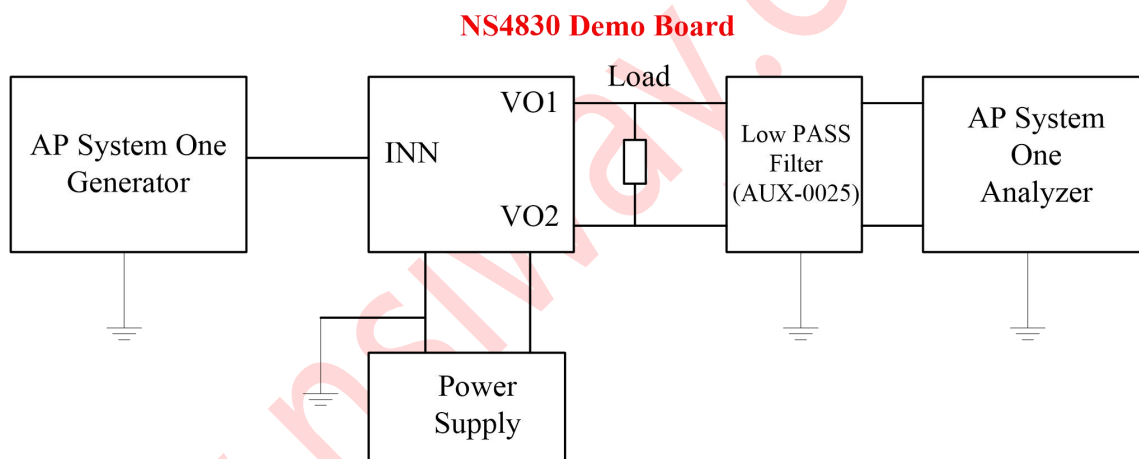 NS4830 Demo Board
AP System One
Generator
INN
VO1
VO2
Load
Low PASS
Filter
(AUX-0025)
AP System
One
Analyzer
Power
Supply